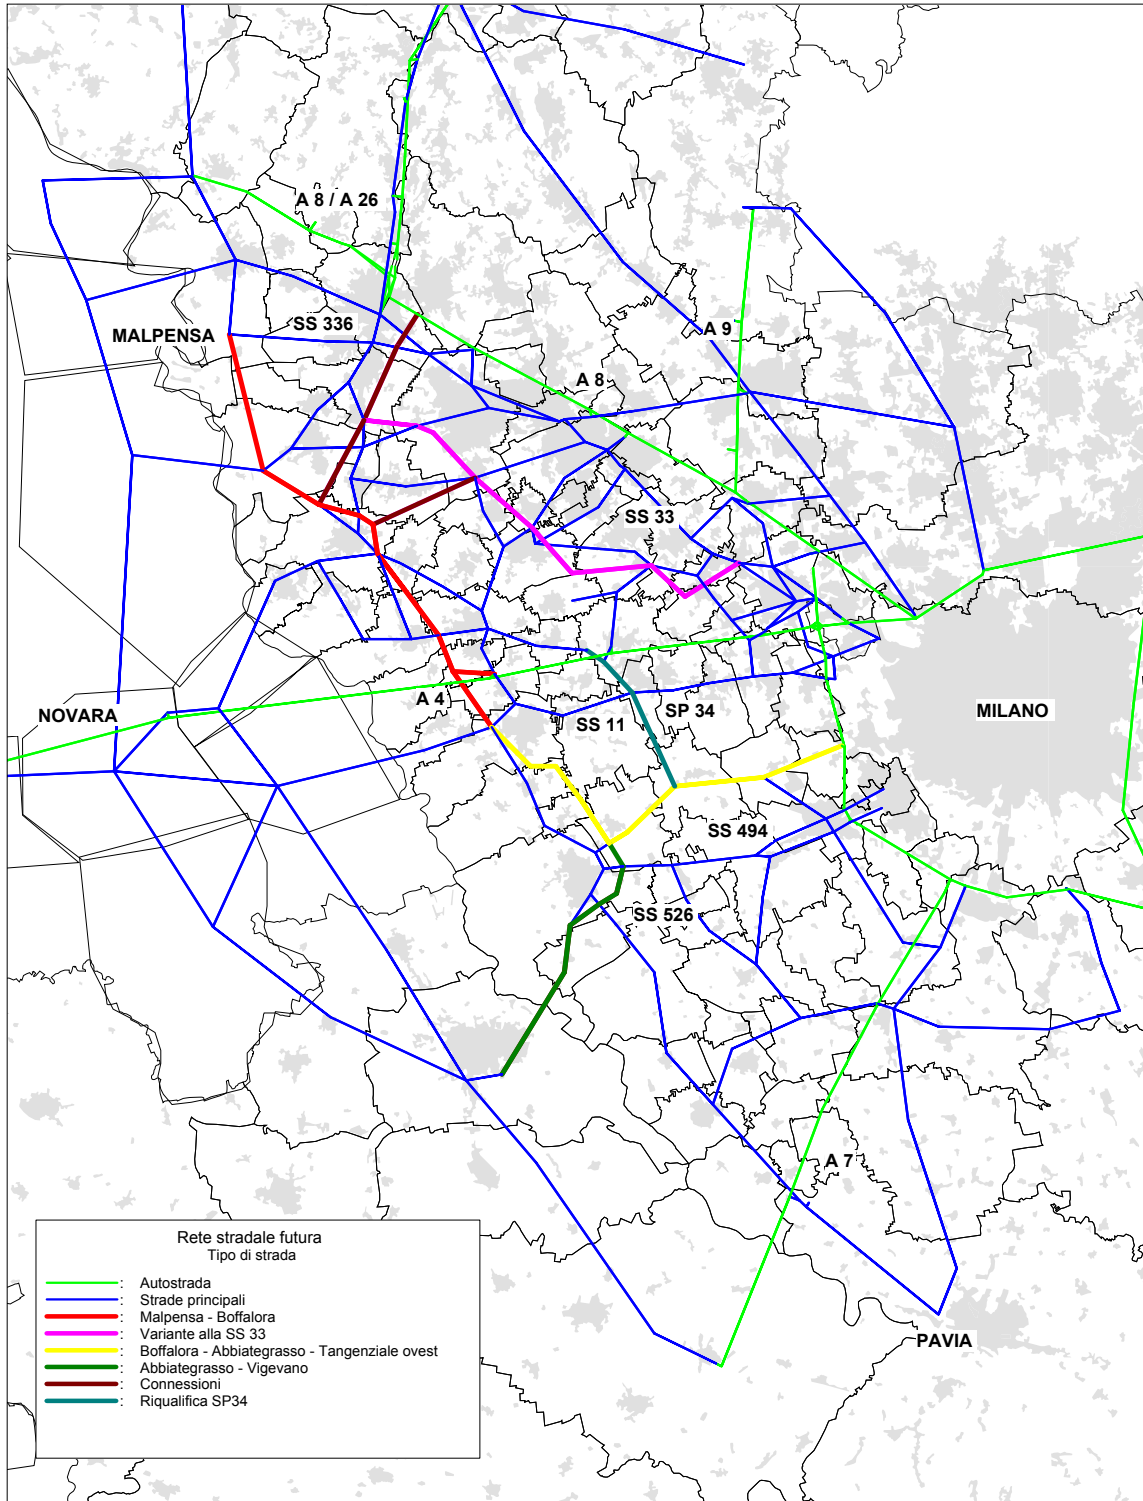 A 8 / A 26
SS 336
MALPENSA
A 9
A 8
SS 33
A 4
NOVARA
SS 11
SP 34
MILANO
SS 494
SS 526
A 7
PAVIA
Rete stradale futura
Tipo di strada
: Autostrada
: Strade principali
: Malpensa - Boffalora
: Variante alla SS 33
: Boffalora - Abbiategrasso - Tangenziale ovest
: Abbiategrasso - Vigevano
: Connessioni
: Riqualifica SP34